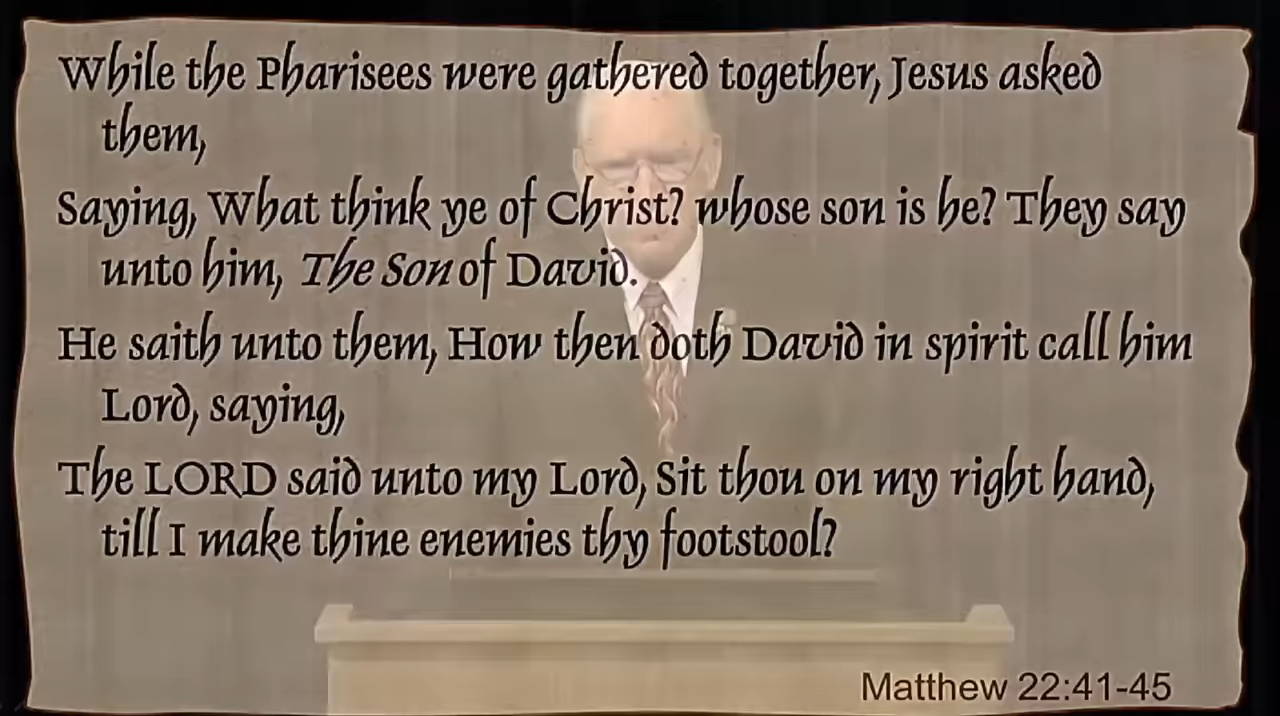 While the Pharisees were gathered together, Jesus asked
them,
Saying, What think ye of Christ? whose son is he? They say
unto him, The Son of David.
He saith unto them, How then doth David in spirit call him
Lord, saying,
The LORD said unto my Lord, Sit thou on my right hand,
till I make thine enemies thy footstool?
Matthew 22:41-45